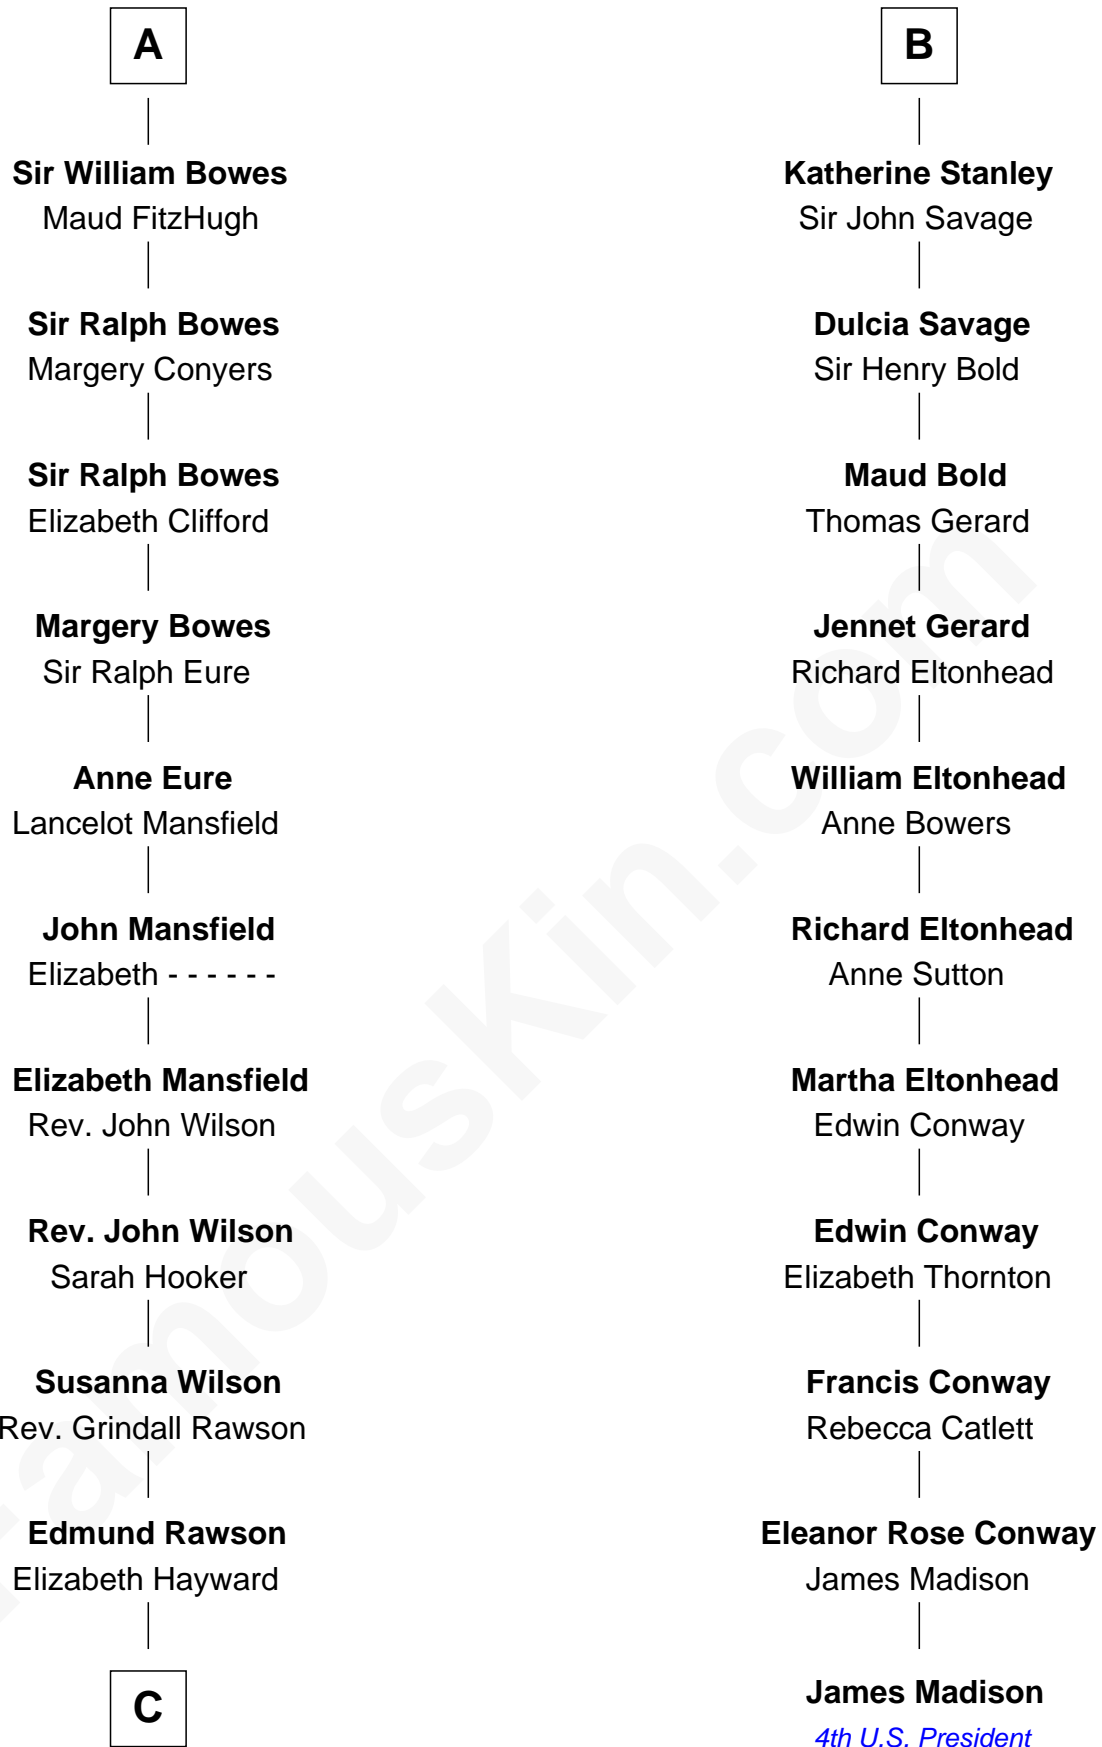 A
Sir William Bowes
Maud FitzHugh
Sir Ralph Bowes
Margery Conyers
Sir Ralph Bowes
Elizabeth Clifford
Margery Bowes
Sir Ralph Eure
Anne Eure
Lancelot Mansfield
John Mansfield
Elizabeth - - - - - -
Elizabeth Mansfield
Rev. John Wilson
Rev. John Wilson
Sarah Hooker
Susanna Wilson
Rev. Grindall Rawson
Edmund Rawson
Elizabeth Hayward
C
B
Katherine Stanley
Sir John Savage
Dulcia Savage
Sir Henry Bold
Maud Bold
Thomas Gerard
Jennet Gerard
Richard Eltonhead
William Eltonhead
Anne Bowers
Richard Eltonhead
Anne Sutton
Martha Eltonhead
Edwin Conway
Edwin Conway
Elizabeth Thornton
Francis Conway
Rebecca Catlett
Eleanor Rose Conway
James Madison
James Madison
4th U.S. President
FamousKin.com